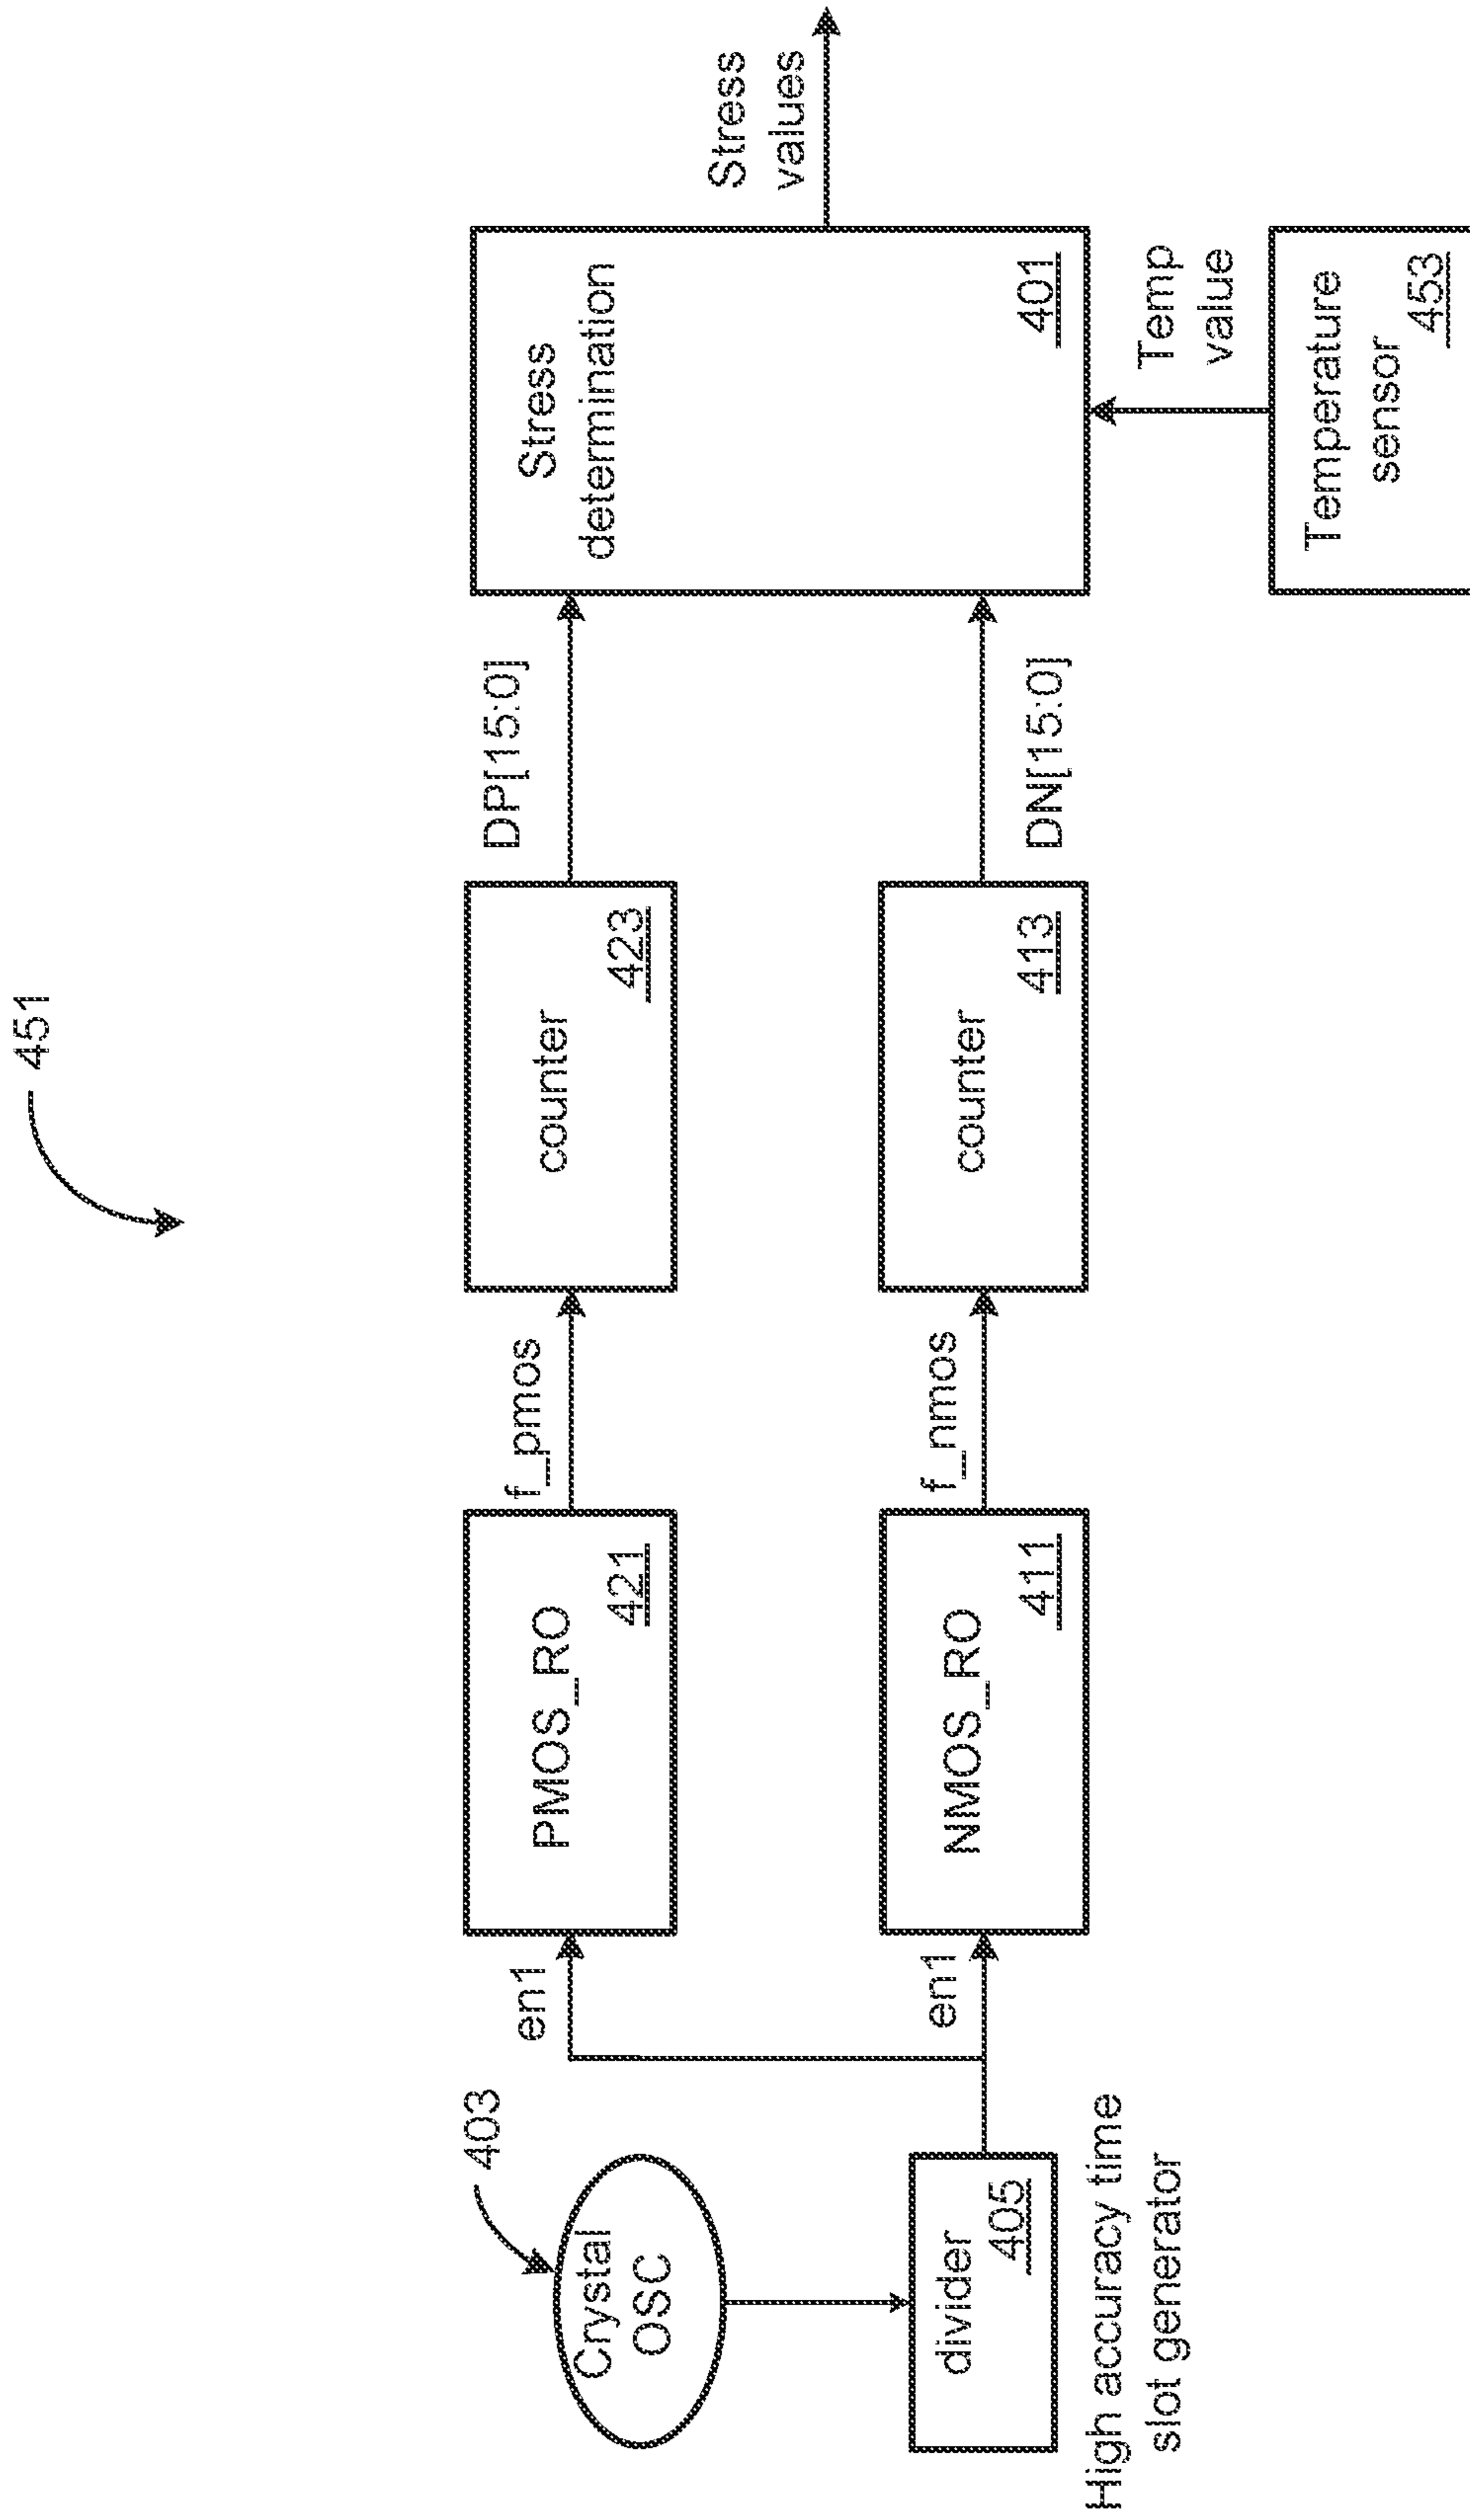 451
403
Crystal
OSC
divider
405
High accuracy time
slot generator
en1
en1
PMOS_RO
421
NMOS_RO
411
f_pmos
f_nmos
counter
423
counter
413
DP[15:0]
DN[15:0]
Stress
determination
401
Stress
values
Temp
value
Temperature
sensor
453